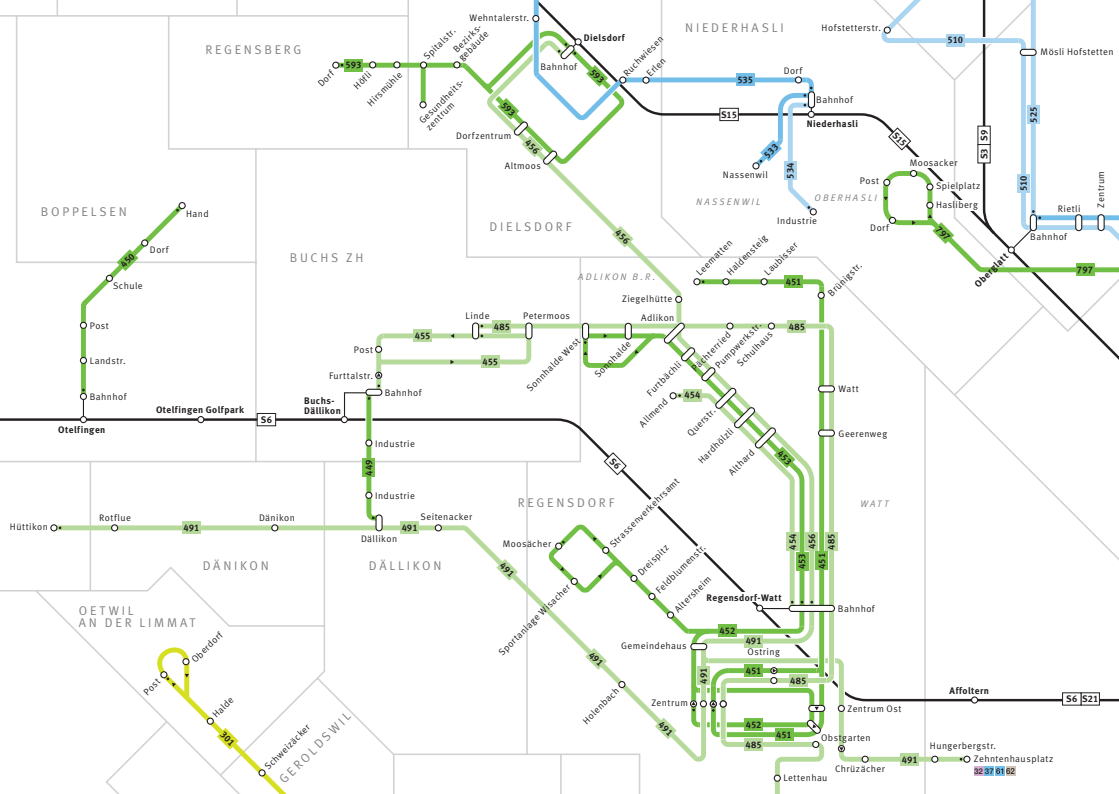 Wehntalerstr.
REGENSBERG
Spitalstr.
Bezirks-
gebäude
Dielsdorf
NIEDERHASLI
Hofstetterstr.
510
Mösli Hofstetten
Dorf
593
Höfli
Hirsmühle
Gesundheits-
zentrum
Bahnhof
593
Ruchwiesen
Erlen
535
Dorf
Bahnhof
Niederhasli
S15
S15
S9
S3
525
593
Dorfzentrum
456
Altmoos
533
534
Nassenwil
NASSENWIL
Industrie
OBERHASLI
Moosacker
Post
Spielplatz
Hasliberg
Dorf
797
510
Rietli
Zentrum
Bahnhof
Oberglatt
797
BOPPELSEN
Hand
Dorf
450
Schule
Post
Landstr.
Bahnhof
Otelfingen
BUCHS ZH
DIELSDORF
456
ADLIKON B.R.
Leematten
Haldensteig
Laubisser
451
Brünigstr.
Ziegelhütte
Linde
485
Petermoos
Adlikon
485
455
455
Post
Furttalstr.
Bahnhof
Sonnhalde West
Sonnhalde
Pächterried
Pumpwerkstr.
Schulhaus
Furtbächli
Allmend
454
Querstr.
Hardhölzli
Althard
453
Watt
Geerenweg
Otelfingen Golfpark
S6
Buchs-
Dällikon
S6
Industrie
449
Industrie
REGENSDORF
WATT
Hüttikon
Rotflue
491
Dänikon
491
Seitenacker
Dällikon
DÄNIKON
DÄLLIKON
491
Moosächer
Strassenverkehrsamt
Dreispitz
Feldblumenstr.
Altersheim
Sportanlage Wisacher
454
456
485
453
451
Regensdorf-Watt
Bahnhof
OETWIL
AN DER LIMMAT
Oberdorf
Post
Halde
301
Schweizäcker
GEROLDSWIL
452
491
Gemeindehaus
Ostring
491
Holenbach
491
491
451
485
Zentrum
Zentrum Ost
Affoltern
S6
S21
452
451
485
Obstgarten
Chrüzächer
491
Hungerbergstr.
Zehntenhausplatz
32 37 61 62
Lettenhau